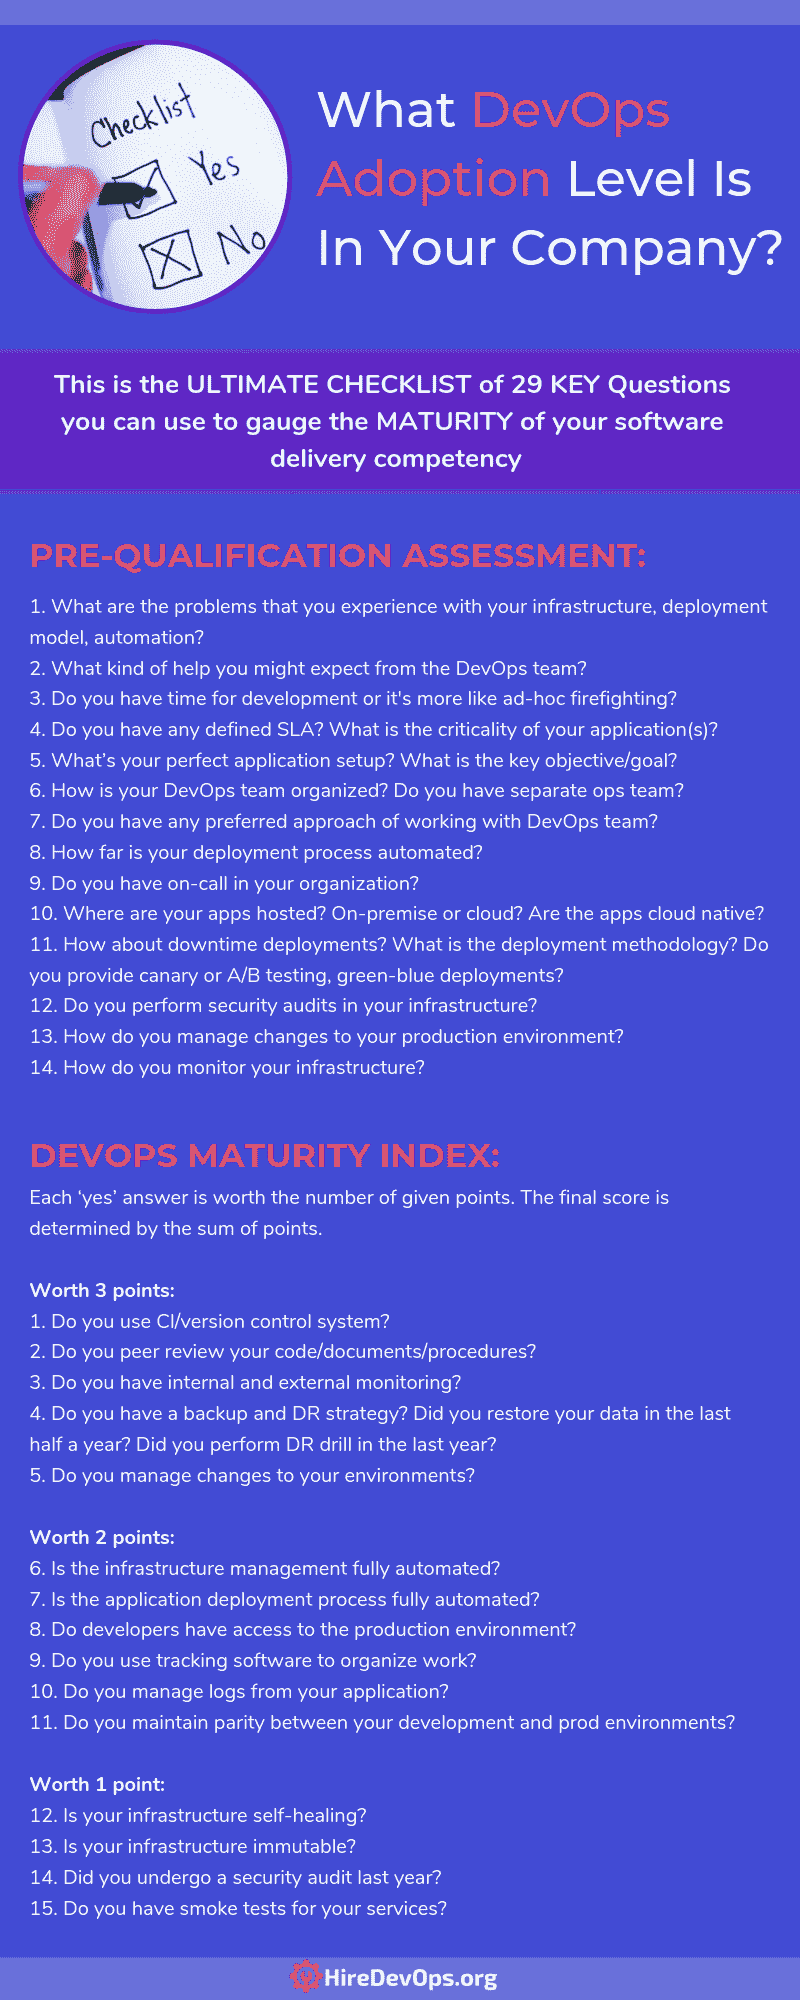 Checklist
Yes
No
What DevOps
Adoption Level Is
In Your Company?
This is the ULTIMATE CHECKLIST of 29 KEY Questions
you can use to gauge the MATURITY of your software
delivery competency
PRE-QUALIFICATION ASSESSMENT:
1. What are the problems that you experience with your infrastructure, deployment
model, automation?
2. What kind of help you might expect from the DevOps team?
3. Do you have time for development or it's more like ad-hoc firefighting?
4. Do you have any defined SLA? What is the criticality of your application(s)?
5. What's your perfect application setup? What is the key objective/goal?
6. How is your DevOps team organized? Do you have separate ops team?
7. Do you have any preferred approach of working with DevOps team?
8. How far is your deployment process automated?
9. Do you have on-call in your organization?
10. Where are your apps hosted? On-premise or cloud? Are the apps cloud native?
11. How about downtime deployments? What is the deployment methodology? Do
you provide canary or A/B testing, green-blue deployments?
12. Do you perform security audits in your infrastructure?
13. How do you manage changes to your production environment?
14. How do you monitor your infrastructure?
DEVOPS MATURITY INDEX:
Each ‘yes’ answer is worth the number of given points. The final score is
determined by the sum of points.
Worth 3 points:
1. Do you use CI/version control system?
2. Do you peer review your code/documents/procedures?
3. Do you have internal and external monitoring?
4. Do you have a backup and DR strategy? Did you restore your data in the last
half a year? Did you perform DR drill in the last year?
5. Do you manage changes to your environments?
Worth 2 points:
6. Is the infrastructure management fully automated?
7. Is the application deployment process fully automated?
8. Do developers have access to the production environment?
9. Do you use tracking software to organize work?
10. Do you manage logs from your application?
11. Do you maintain parity between your development and prod environments?
Worth 1 point:
12. Is your infrastructure self-healing?
13. Is your infrastructure immutable?
14. Did you undergo a security audit last year?
15. Do you have smoke tests for your services?
HireDevOps.org